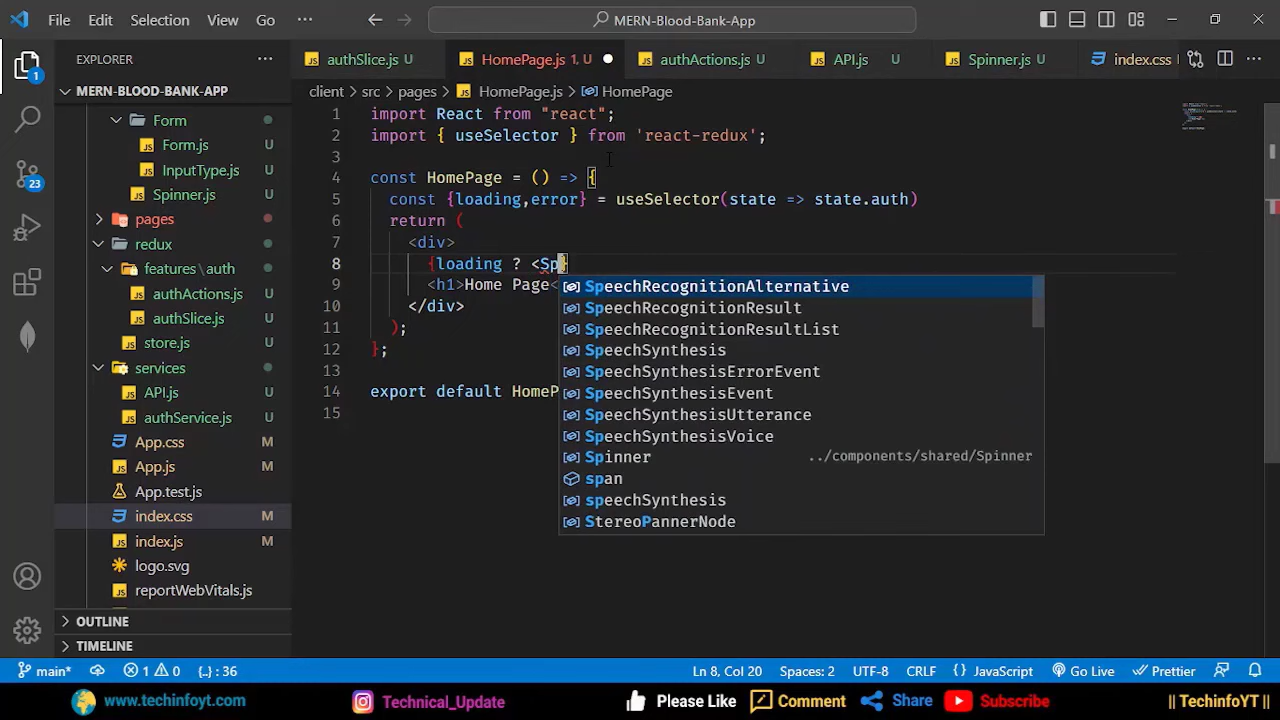 File Edit View Go ··· MERN-Blood-Bank-App
EXPLORER ···
authSlice.js U HomePage.js 1, U authActions.js U API.js U Spinner.js U index.css ···
1
MERN-BLOOD-BANK-APP
client > src > pages > HomePage.js > HomePage
Form
Form.js U
InputType.js U
Spinner.js U
pages
redux
features \ auth
authActions.js U
authSlice.js U
store.js U
services
API.js U
authService.js U
App.css M
App.js M
App.test.js
index.css M
index.js M
logo.svg
reportWebVitals.js
OUTLINE
TIMELINE
23
1 import React from "react";
2 import { useSelector } from 'react-redux';
3
4 const HomePage = () => {
5 const {loading,error} = useSelector(state => state.auth)
6 return (
7 <div>
8 {loading ? <Sp}
9 <h1>Home Page<
10 </div>
11 );
12 };
13
14 export default HomeP
15
SpeechRecognitionAlternative
SpeechRecognitionResult
SpeechRecognitionResultList
SpeechSynthesis
SpeechSynthesisErrorEvent
SpeechSynthesisEvent
SpeechSynthesisUtterance
SpeechSynthesisVoice
Spinner ../components/shared/Spinner
span
speechSynthesis
StereoPannerNode
main* 1 0 {..} : 36 Ln 8, Col 20 Spaces: 2 UTF-8 CRLF {} JavaScript Go Live Prettier
www.techinfoyt.com Technical_Update Please Like Comment Share Subscribe || TechinfoYT ||